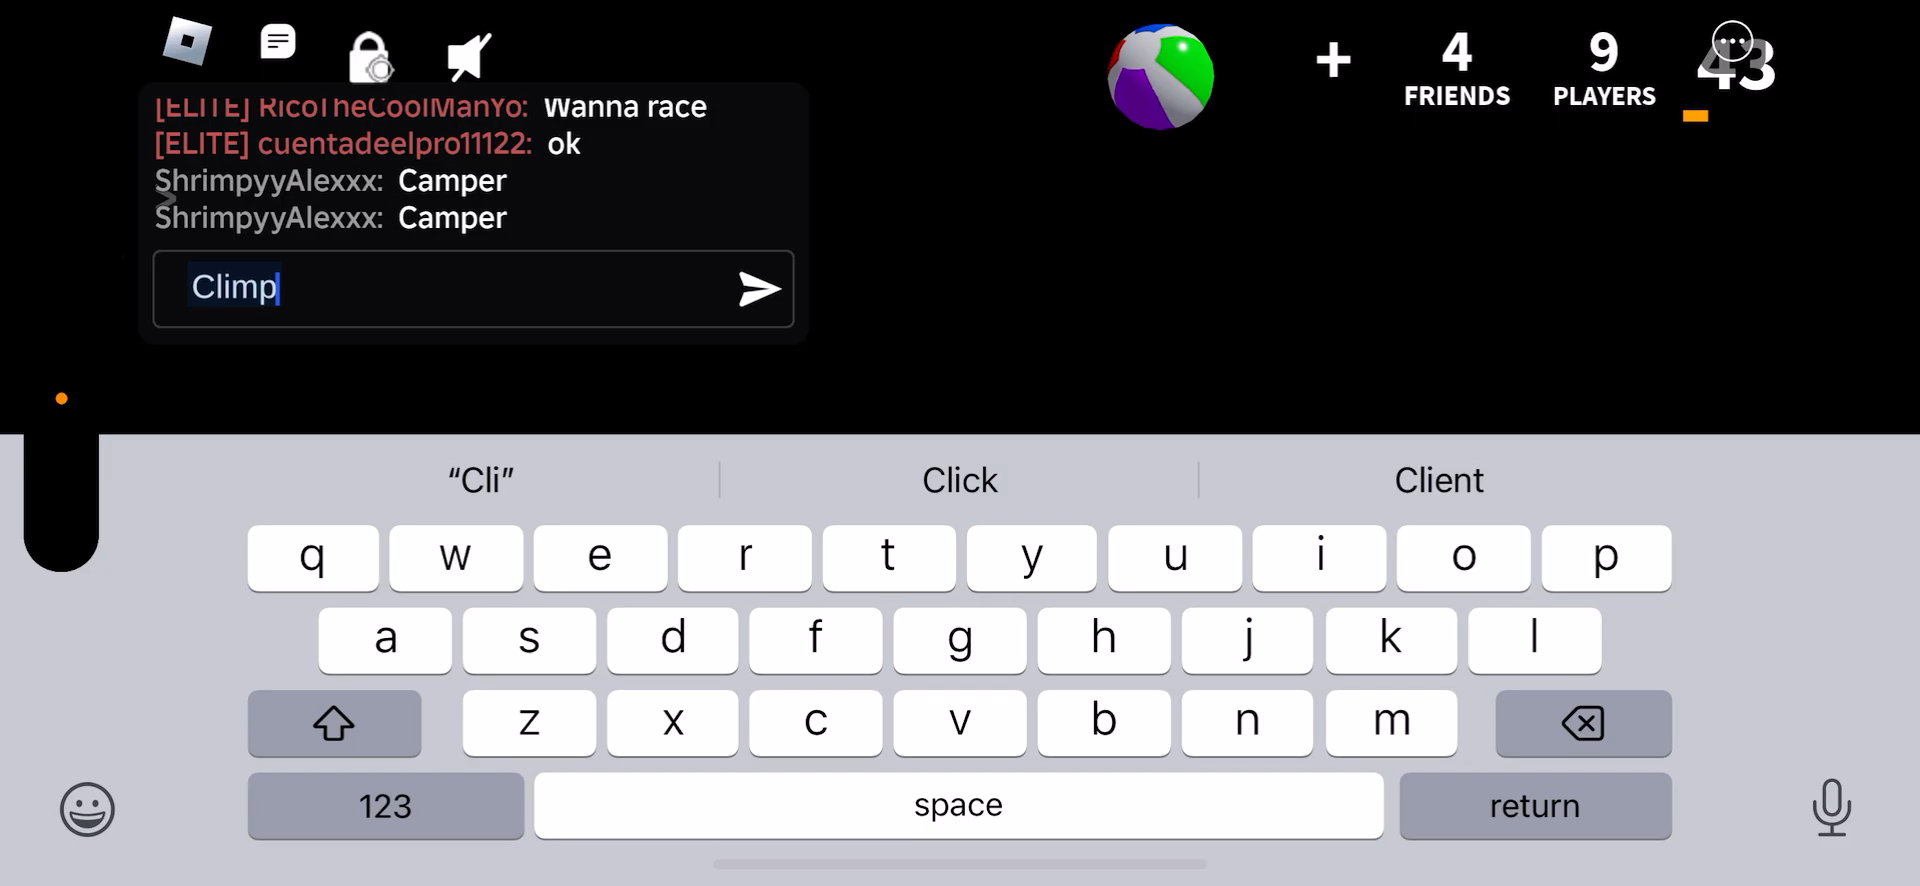 [ELITE] RicoTheCoolManYo: Wanna race
[ELITE] cuentadeelpro11122: ok
ShrimpyyAlexxx: Camper
ShrimpyyAlexxx: Camper
Climp
+ 4 9 43
FRIENDS PLAYERS
“Cli” Click Client
q w e r t y u i o p
a s d f g h j k l
z x c v b n m
123 space return